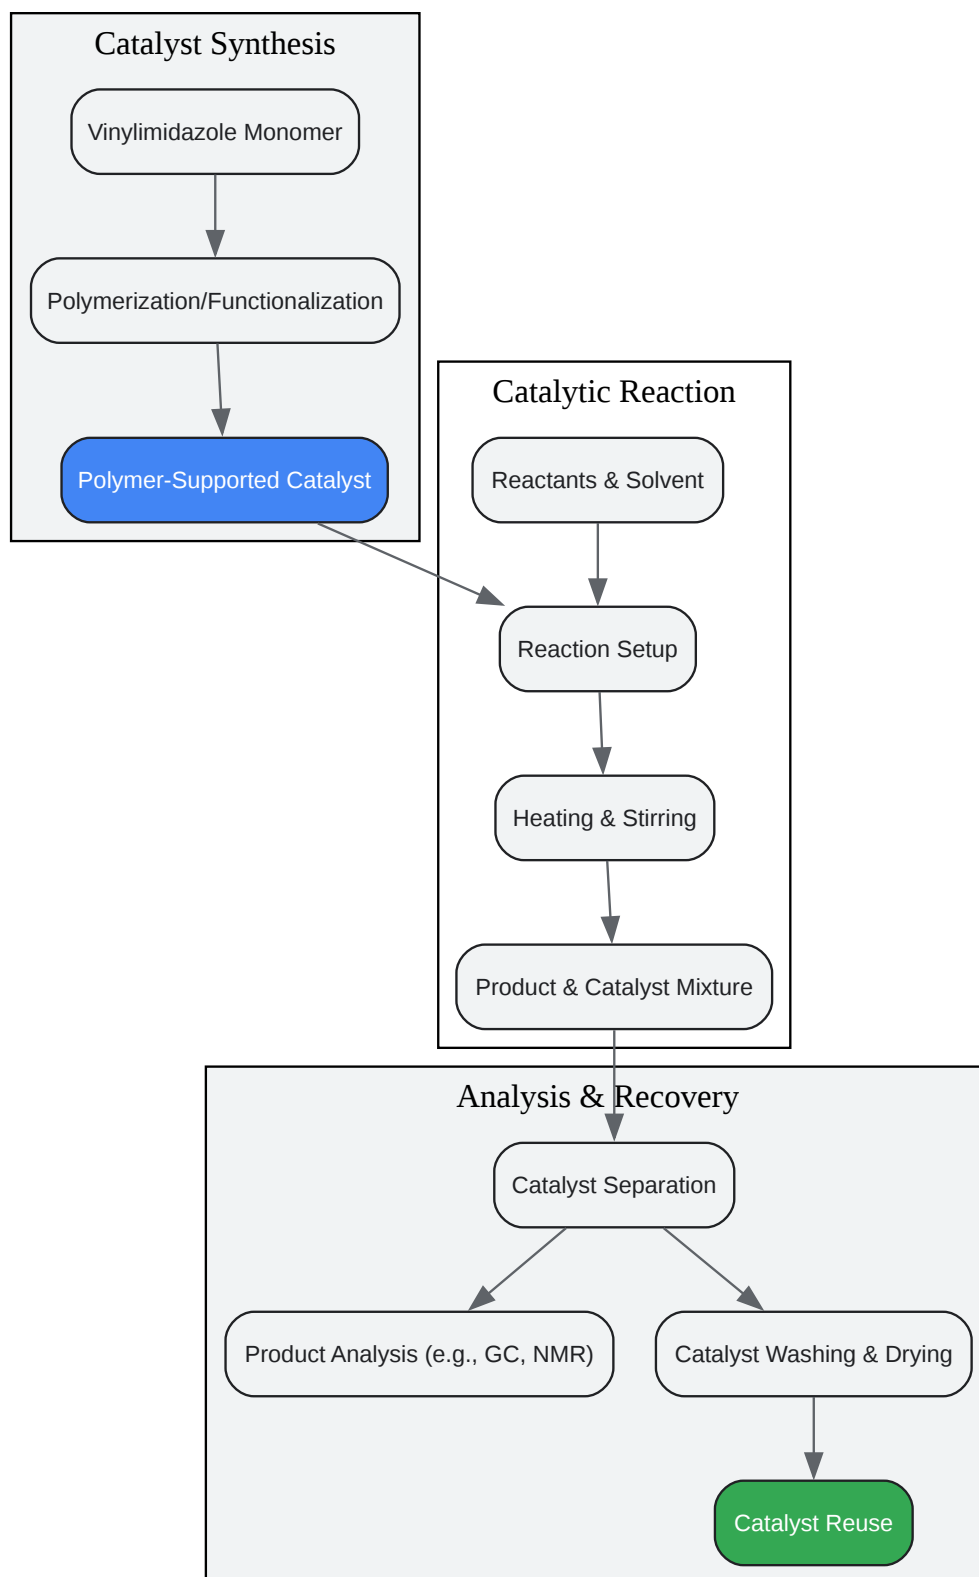 Catalyst Synthesis
Vinylimidazole Monomer
Polymerization/Functionalization
Polymer-Supported Catalyst
Catalytic Reaction
Reactants & Solvent
Reaction Setup
Heating & Stirring
Product & Catalyst Mixture
Analysis & Recovery
Catalyst Separation
Product Analysis (e.g., GC, NMR)
Catalyst Washing & Drying
Catalyst Reuse